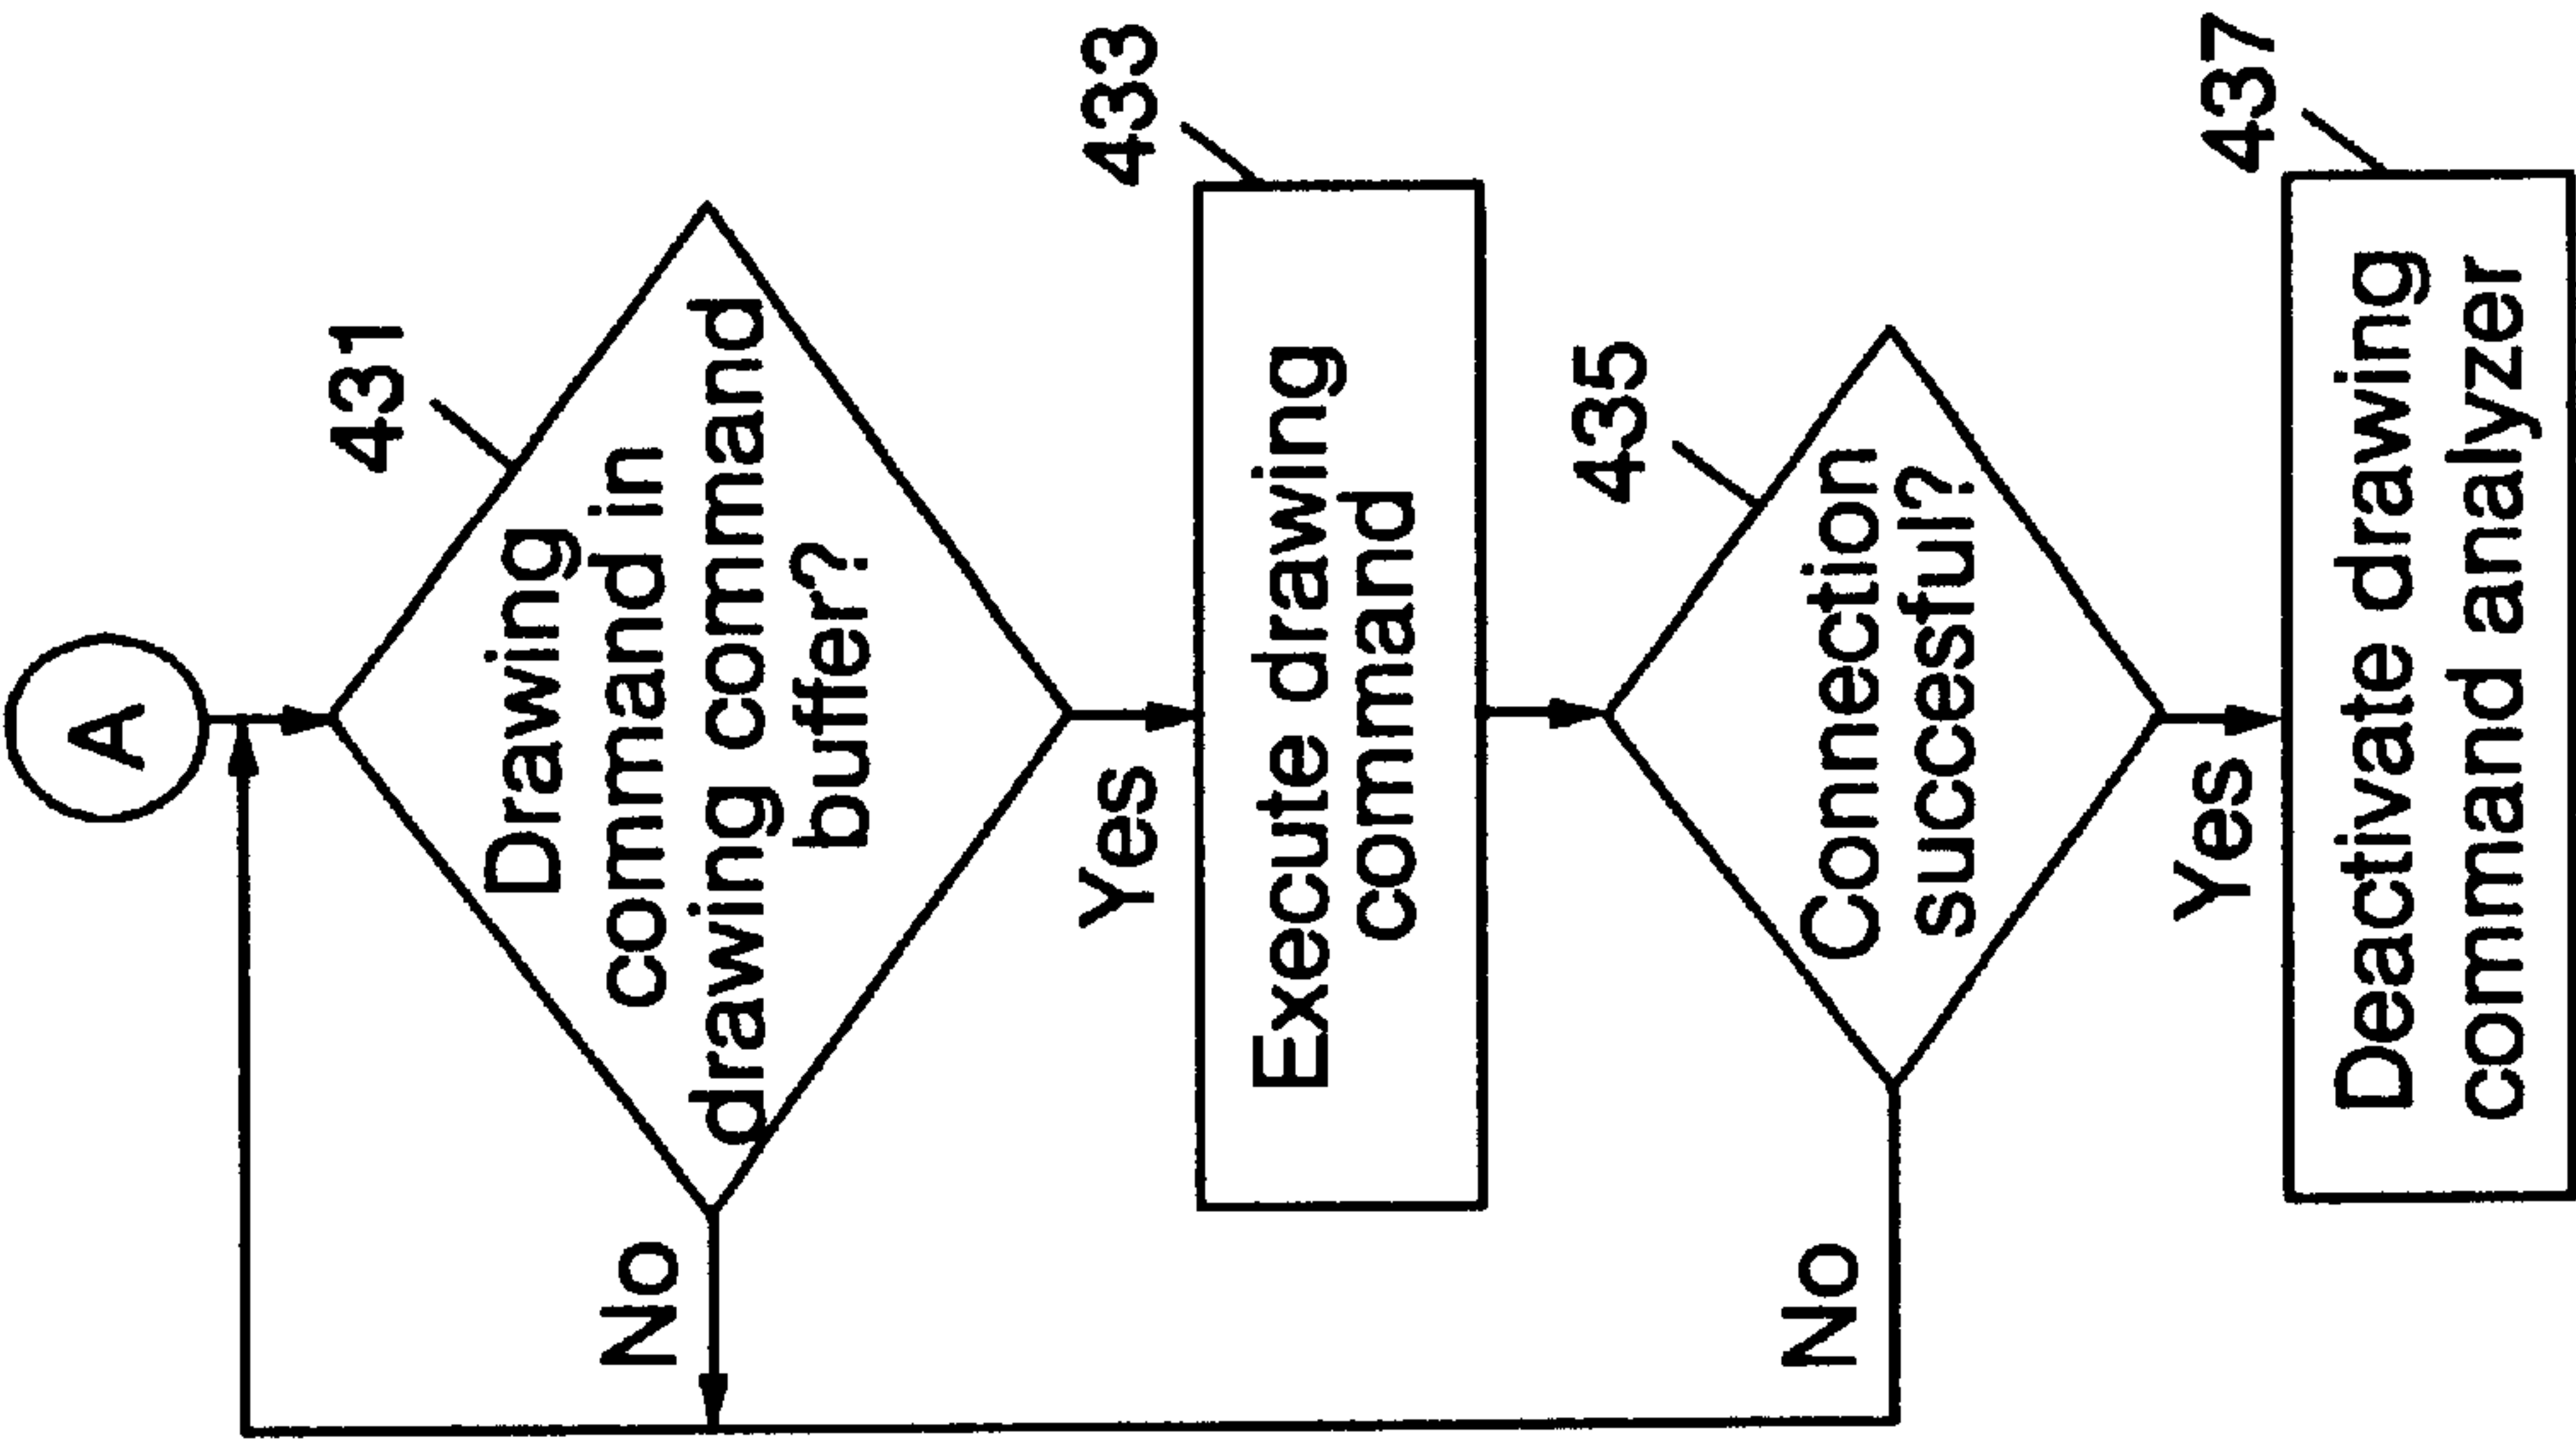 A
431
Drawing
command in
drawing command
buffer?
No
Yes
433
Execute drawing
command
435
Connection
successful?
No
Yes
437
Deactivate drawing
command analyzer